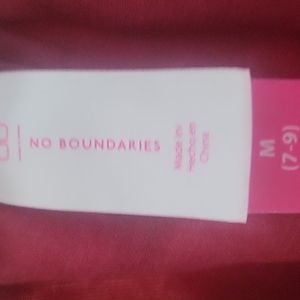 NO BOUNDARIES
Made in/
Hecho en
China
M
(7-9)